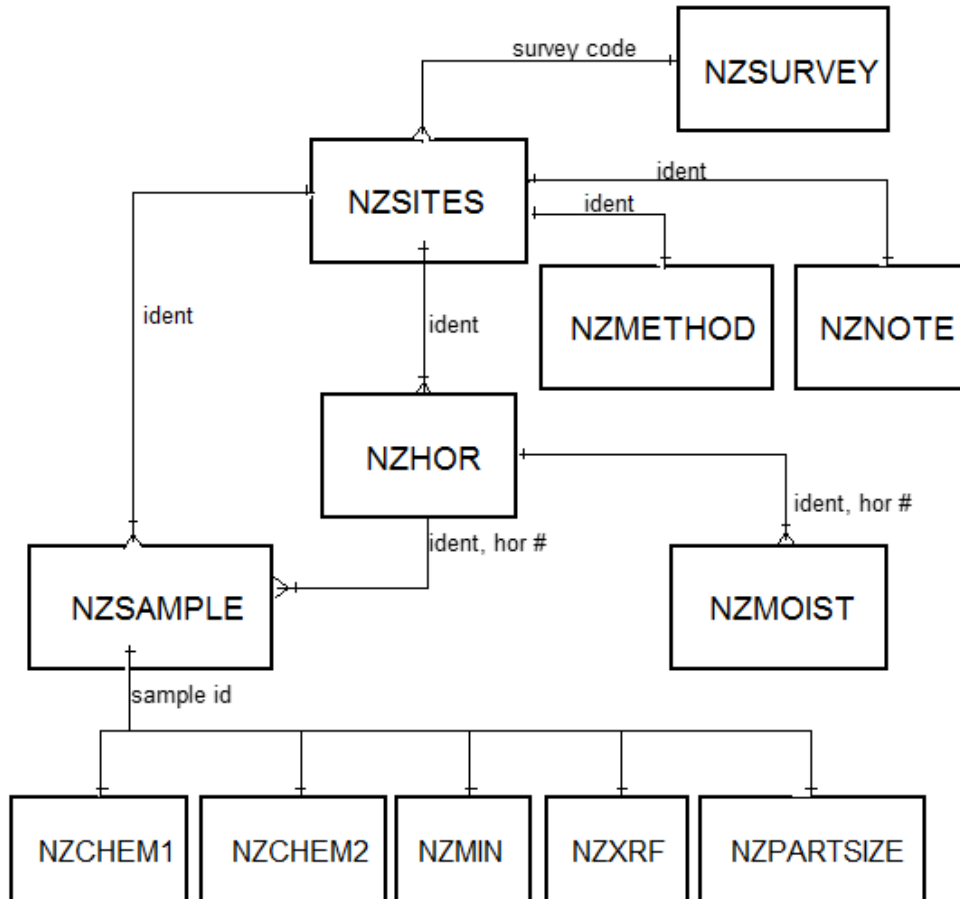 survey code
NZSURVEY
NZSITES
ident
ident
ident
ident
NZMETHOD
NZNOTE
NZHOR
ident, hor #
ident, hor #
NZSAMPLE
NZMOIST
sample id
NZCHEM1
NZCHEM2
NZMIN
NZXRF
NZPARTSIZE